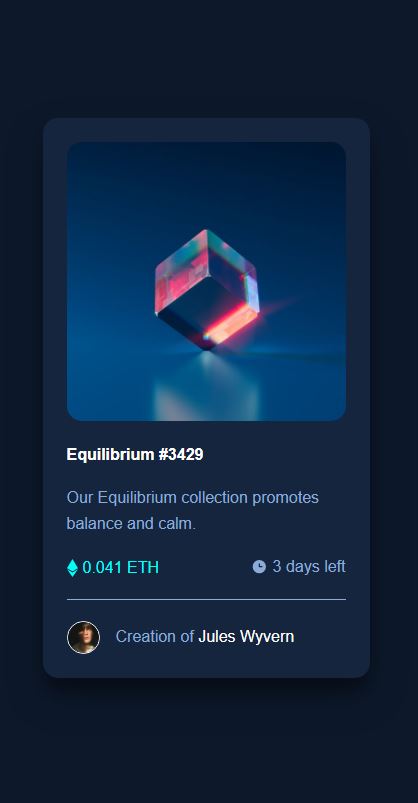 Equilibrium #3429
Our Equilibrium collection promotes
balance and calm.
0.041 ETH 3 days left
Creation of Jules Wyvern